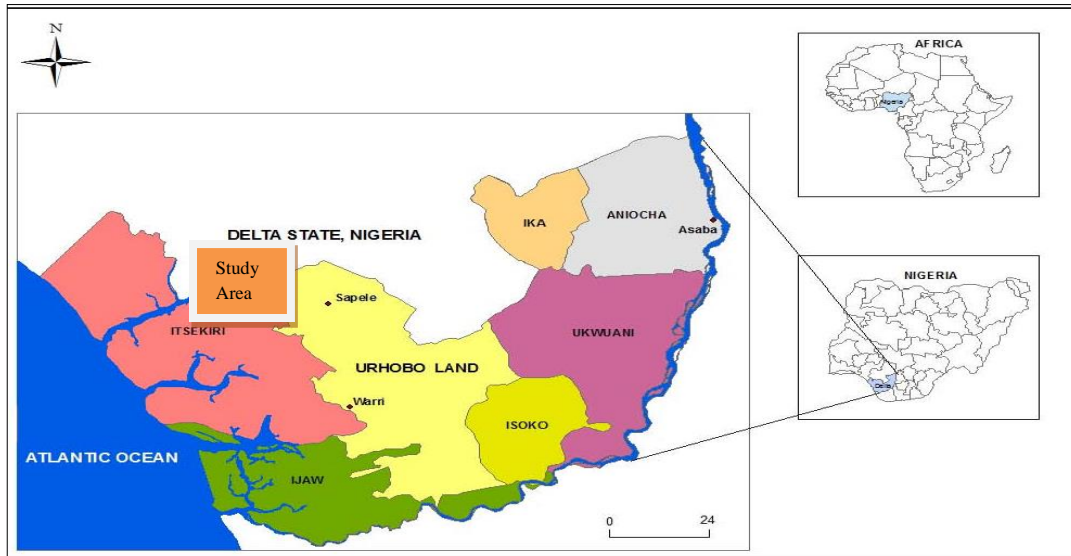 N
AFRICA
Nigeria
IKA
ANIOCHA
Asaba
DELTA STATE, NIGERIA
Study
Area
Sapele
ITSEKIRI
UKWUANI
URHOBO LAND
NIGERIA
Delta
Warri
ISOKO
ATLANTIC OCEAN
IJAW
0 24